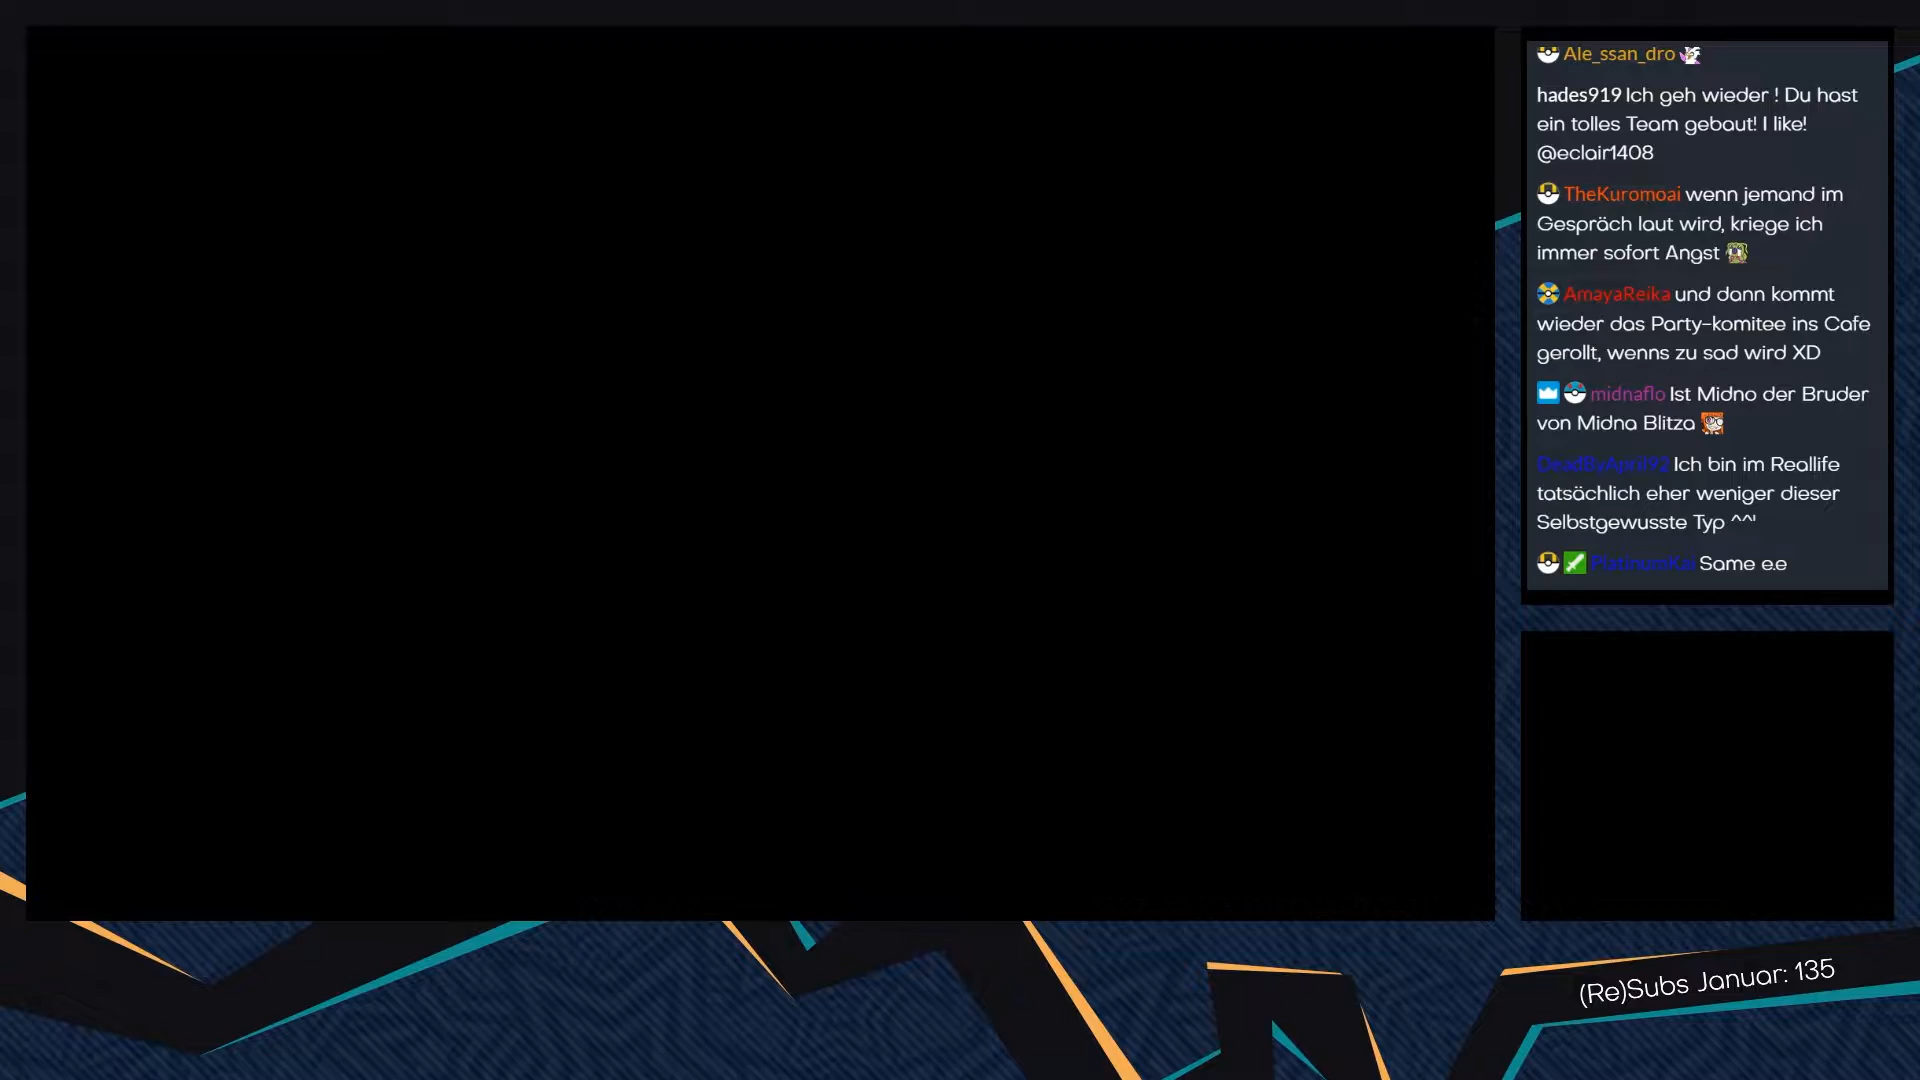 Ale_ssan_dro
hades919 Ich geh wieder ! Du hast
ein tolles Team gebaut! I like!
@eclair1408
TheKuromoai wenn jemand im
Gespräch laut wird, kriege ich
immer sofort Angst
AmayaReika und dann kommt
wieder das Party-komitee ins Cafe
gerollt, wenns zu sad wird XD
midnaflo Ist Midno der Bruder
von Midna Blitza
DeadByApril92 Ich bin im Reallife
tatsächlich eher weniger dieser
Selbstgewusste Typ ^^'
PlatinumKai Same e.e
(Re)Subs Januar: 135